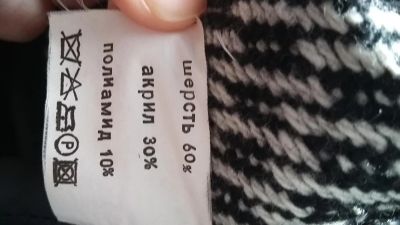 шерсть 60%
акрил 30%
полиамид 10%
P